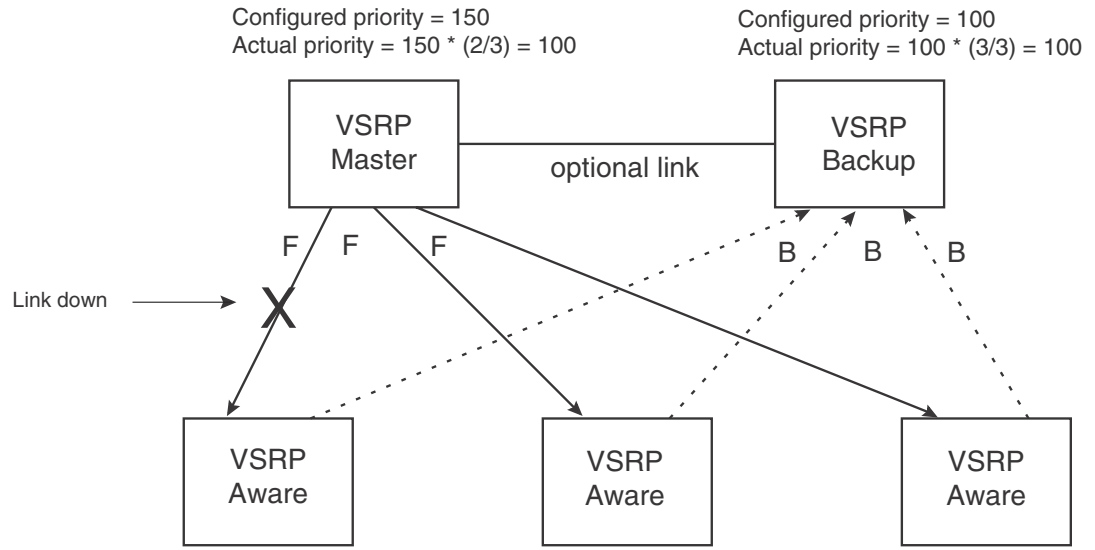 Configured priority = 150
Actual priority = 150 * (2/3) = 100
Configured priority = 100
Actual priority = 100 * (3/3) = 100
VSRP
Master
optional link
VSRP
Backup
F
F
F
B
B
B
Link down
X
VSRP
Aware
VSRP
Aware
VSRP
Aware